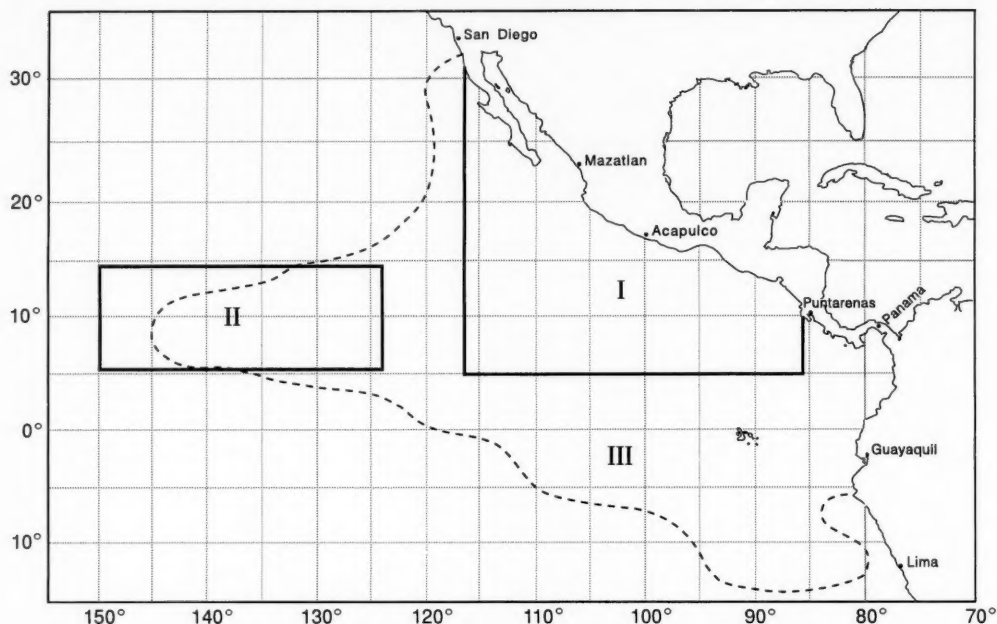 San Diego
30°
Mazatlan
20°
Acapulco
I
Puntarenas
Panama
10°
II
0°
III
Guayaquil
10°
Lima
150° 140° 130° 120° 110° 100° 90° 80° 70°